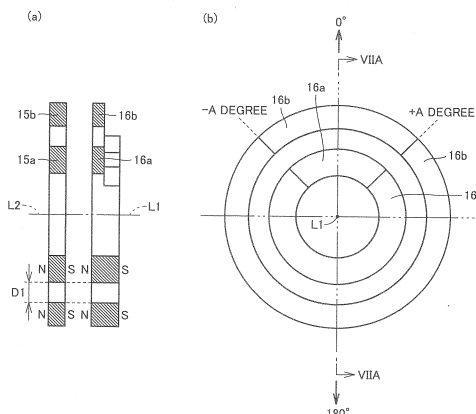 (a)
15b
16b
15a
16a
L2
L1
N S N S
D1
N S N S
(b)
0°
VIIA
16a
-A DEGREE
16b
+A DEGREE
16b
16
L1
VIIA
180°